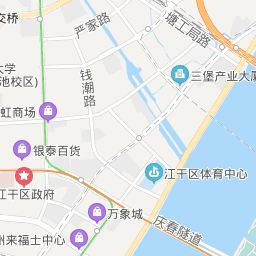 交桥
严家路
塘工局路
大学
池校区)
钱潮路
三堡产业大厦
虹商场
银泰百货
江干区体育中心
江干区政府
万象城
庆春隧道
州来福士中心